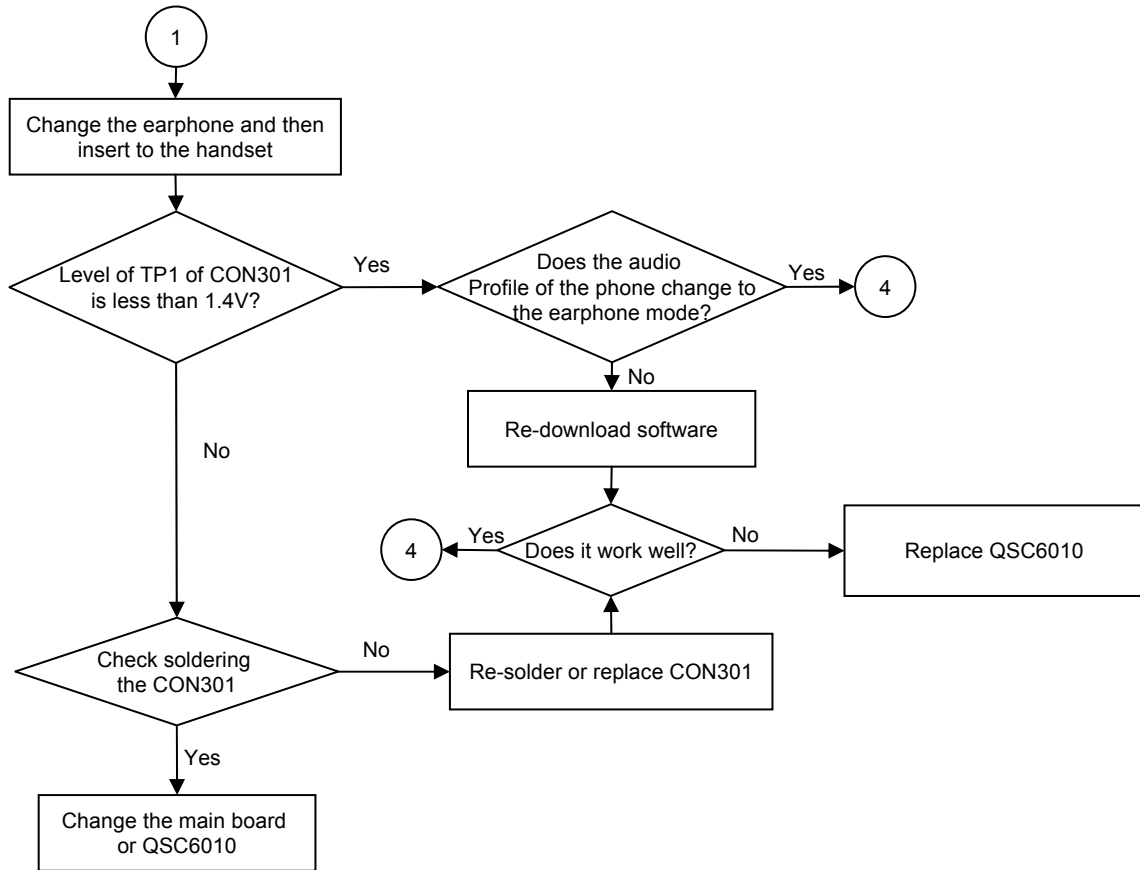 1
Change the earphone and then
insert to the handset
Level of TP1 of CON301
is less than 1.4V?
Yes
Does the audio
Profile of the phone change to
the earphone mode?
Yes
4
No
Re-download software
No
4
Yes
Does it work well?
No
Replace QSC6010
Check soldering
the CON301
No
Re-solder or replace CON301
Yes
Change the main board
or QSC6010